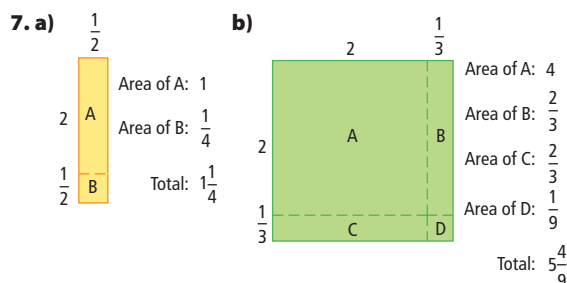 7. a)
1/2
2
A
1/2
B
Area of A: 1
Area of B: 1/4
Total: 1 1/4
b)
2
1/3
2
A
B
1/3
C
D
Area of A: 4
Area of B: 2/3
Area of C: 2/3
Area of D: 1/9
Total: 5 4/9